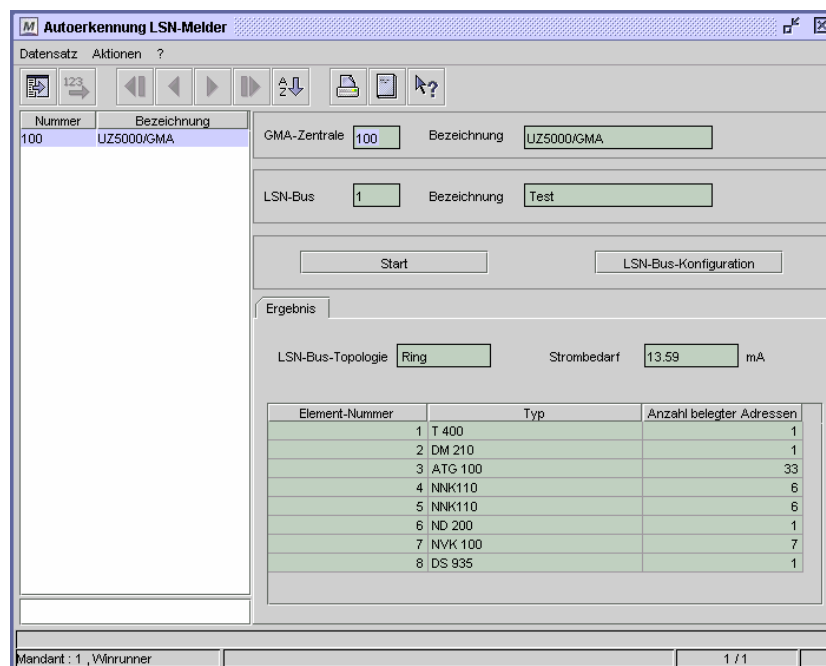 M Autoerkennung LSN-Melder
Datensatz Aktionen ?
123
A Z ?
Nummer Bezeichnung
100 UZ5000/GMA
GMA-Zentrale 100 Bezeichnung UZ5000/GMA
LSN-Bus 1 Bezeichnung Test
Start LSN-Bus-Konfiguration
Ergebnis
LSN-Bus-Topologie Ring Strombedarf 13.59 mA
Element-Nummer Typ Anzahl belegter Adressen
1 T 400 1
2 DM 210 1
3 ATG 100 33
4 NNK110 6
5 NNK110 6
6 ND 200 1
7 NVK 100 7
8 DS 935 1
Mandant : 1 , Winrunner 1 / 1